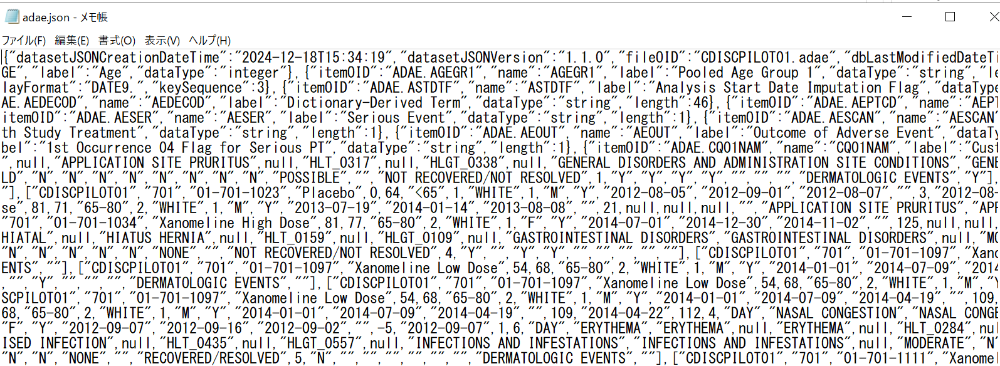 adae.json - メモ帳
ファイル(F) 編集(E) 書式(O) 表示(V) ヘルプ(H)
{"datasetJSONCreationDateTime":"2024-12-18T15:34:19","datasetJSONVersion":"1.1.0","fileOID":"CDISCPILOT01.adae","dbLastModifiedDateTi
GE","label":"Age","dataType":"integer"},{"itemOID":"ADAE.AGEGR1","name":"AGEGR1","label":"Pooled Age Group 1","dataType":"string","le
layFormat":"DATE9.","keySequence":3},{"itemOID":"ADAE.ASTDTF","name":"ASTDTF","label":"Analysis Start Date Imputation Flag","dataType
AE.AEDECOD","name":"AEDECOD","label":"Dictionary-Derived Term","dataType":"string","length":46},{"itemOID":"ADAE.AEPTCD","name":"AEPT
itemOID":"ADAE.AESER","name":"AESER","label":"Serious Event","dataType":"string","length":1},{"itemOID":"ADAE.AESCAN","name":"AESCAN"
th Study Treatment","dataType":"string","length":1},{"itemOID":"ADAE.AEOUT","name":"AEOUT","label":"Outcome of Adverse Event","dataTy
bel":"1st Occurrence 04 Flag for Serious PT","dataType":"string","length":1},{"itemOID":"ADAE.CQ01NAM","name":"CQ01NAM","label":"Cust
",null,"APPLICATION SITE PRURITUS",null,"HLT_0317",null,"HLGT_0338",null,"GENERAL DISORDERS AND ADMINISTRATION SITE CONDITIONS","GENE
LD","N","N","N","N","N","N","N","N","POSSIBLE","","NOT RECOVERED/NOT RESOLVED",1,"Y","Y","Y","Y","","","","DERMATOLOGIC EVENTS","Y"],
"],["CDISCPILOT01","701","01-701-1023","Placebo",0,64,"<65",1,"WHITE",1,"M","Y","2012-08-05","2012-09-01","2012-08-07","",3,"2012-08-
se",81,71,"65-80",2,"WHITE",1,"M","Y","2013-07-19","2014-01-14","2013-08-08","",21,null,null,null,"","APPLICATION SITE PRURITUS","AP
"701","01-701-1034","Xanomeline High Dose",81,77,"65-80",2,"WHITE",1,"F","Y","2014-07-01","2014-12-30","2014-11-02","",125,null,null,
HIATAL",null,"HIATUS HERNIA",null,"HLT_0159",null,"HLGT_0109",null,"GASTROINTESTINAL DISORDERS","GASTROINTESTINAL DISORDERS",null,"MO
"N","N","N","N","N","NONE","","NOT RECOVERED/NOT RESOLVED",4,"Y","","Y","Y","","","","",""],["CDISCPILOT01","701","01-701-1097","Xano
ENTS",""],["CDISCPILOT01","701","01-701-1097","Xanomeline Low Dose",54,68,"65-80",2,"WHITE",1,"M","Y","2014-01-01","2014-07-09","2014
,"","Y","","","","","DERMATOLOGIC EVENTS",""],["CDISCPILOT01","701","01-701-1097","Xanomeline Low Dose",54,68,"65-80",2,"WHITE",1,"M","Y
SCPILOT01","701","01-701-1097","Xanomeline Low Dose",54,68,"65-80",2,"WHITE",1,"M","Y","2014-01-01","2014-07-09","2014-04-19","",109,
68,"65-80",2,"WHITE",1,"M","Y","2014-01-01","2014-07-09","2014-04-19","",109,"2014-04-22",112,4,"DAY","NASAL CONGESTION","NASAL CONGE
"F","Y","2012-09-07","2012-09-16","2012-09-02","",-5,"2012-09-07",1,6,"DAY","ERYTHEMA","ERYTHEMA",null,"ERYTHEMA",null,"HLT_0284",nul
ISED INFECTION",null,"HLT_0435",null,"HLGT_0557",null,"INFECTIONS AND INFESTATIONS","INFECTIONS AND INFESTATIONS",null,"MODERATE","N"
"N","N","NONE","","RECOVERED/RESOLVED",5,"N","","","","","","","DERMATOLOGIC EVENTS",""],["CDISCPILOT01","701","01-701-1111","Xanome